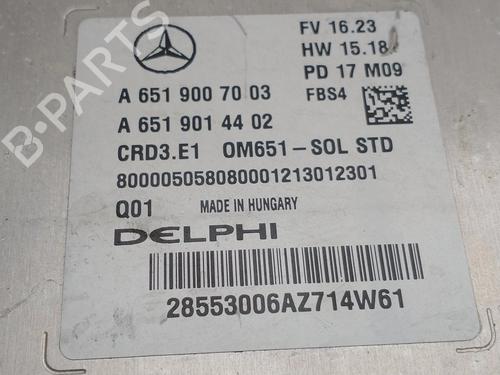 FV 16.23
HW 15.18
PD 17 M09
FBS4
A 651 900 70 03
A 651 901 44 02
CRD3.E1 OM651-SOL STD
800005058080001213012301
Q01 MADE IN HUNGARY
DELPHI
28553006AZ714W61